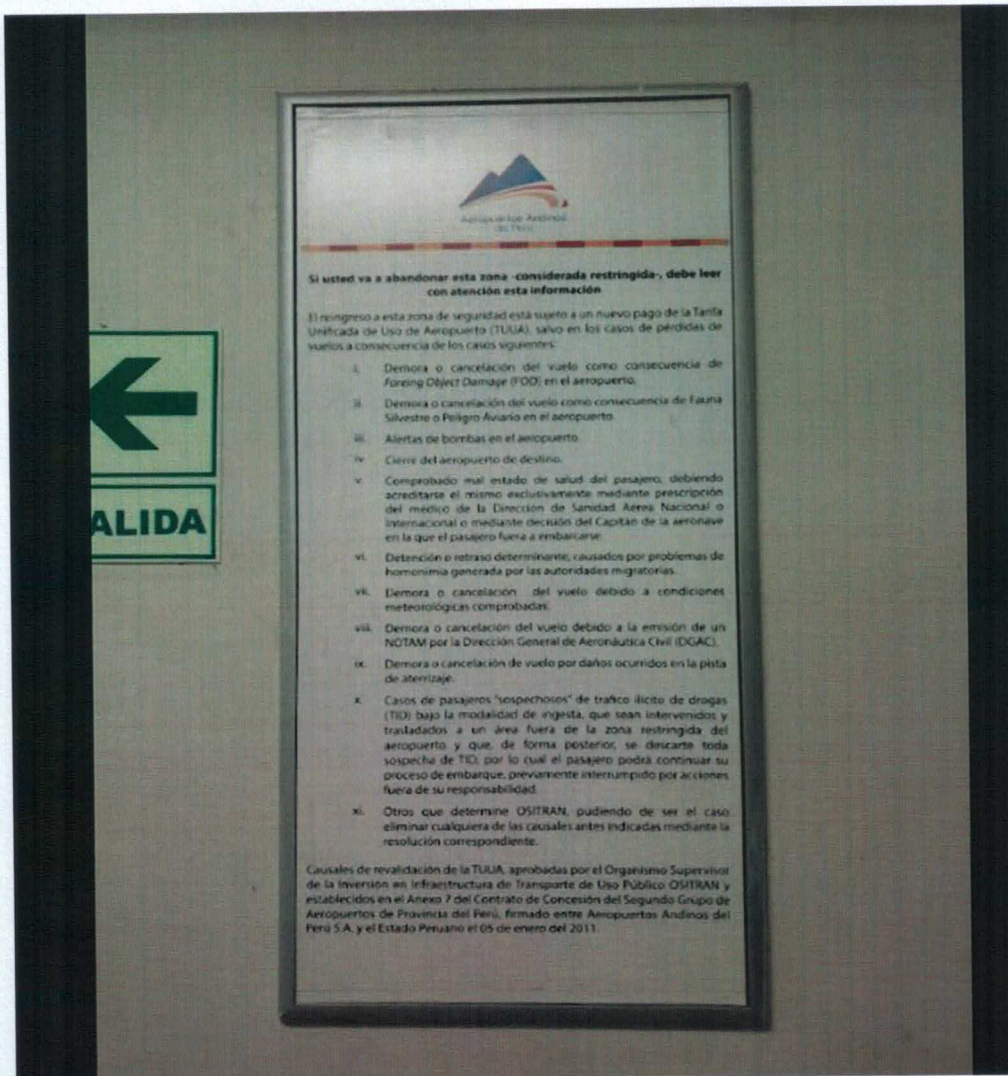 Aeropuertos Andinos
del Perú
Si usted va a abandonar esta zona -considerada restringida-, debe leer
con atención esta información
El reingreso a esta zona de seguridad está sujeto a un nuevo pago de la Tarifa
Unificada de Uso de Aeropuerto (TUUA), salvo en los casos de pérdidas de
vuelos a consecuencia de los casos siguientes:
i. Demora o cancelación del vuelo como consecuencia de
Foreing Object Damage (FOD) en el aeropuerto.
ii. Demora o cancelación del vuelo como consecuencia de Fauna
Silvestre o Peligro Aviario en el aeropuerto.
iii. Alertas de bombas en el aeropuerto.
iv. Cierre del aeropuerto de destino.
v. Comprobado mal estado de salud del pasajero, debiendo
acreditarse el mismo exclusivamente mediante prescripción
del médico de la Dirección de Sanidad Aérea Nacional o
Internacional o mediante decisión del Capitán de la aeronave
en la que el pasajero fuera a embarcarse.
vi. Detención o retraso determinante, causados por problemas de
homonimia generada por las autoridades migratorias.
vii. Demora o cancelación del vuelo debido a condiciones
meteorológicas comprobadas.
viii. Demora o cancelación del vuelo debido a la emisión de un
NOTAM por la Dirección General de Aeronáutica Civil (DGAC).
ix. Demora o cancelación de vuelo por daños ocurridos en la pista
de aterrizaje.
x. Casos de pasajeros "sospechosos" de trafico ilícito de drogas
(TID) bajo la modalidad de ingesta, que sean intervenidos y
trasladados a un área fuera de la zona restringida del
aeropuerto y que, de forma posterior, se descarte toda
sospecha de TID, por lo cual el pasajero podrá continuar su
proceso de embarque, previamente interrumpido por acciones
fuera de su responsabilidad.
xi. Otros que determine OSITRAN, pudiendo de ser el caso
eliminar cualquiera de las causales antes indicadas mediante la
resolución correspondiente.
Causales de revalidación de la TUUA, aprobadas por el Organismo Supervisor
de la Inversión en Infraestructura de Transporte de Uso Público OSITRAN y
establecidos en el Anexo 7 del Contrato de Concesión del Segundo Grupo de
Aeropuertos de Provincia del Perú, firmado entre Aeropuertos Andinos del
Perú S.A. y el Estado Peruano el 05 de enero del 2011.
ALIDA